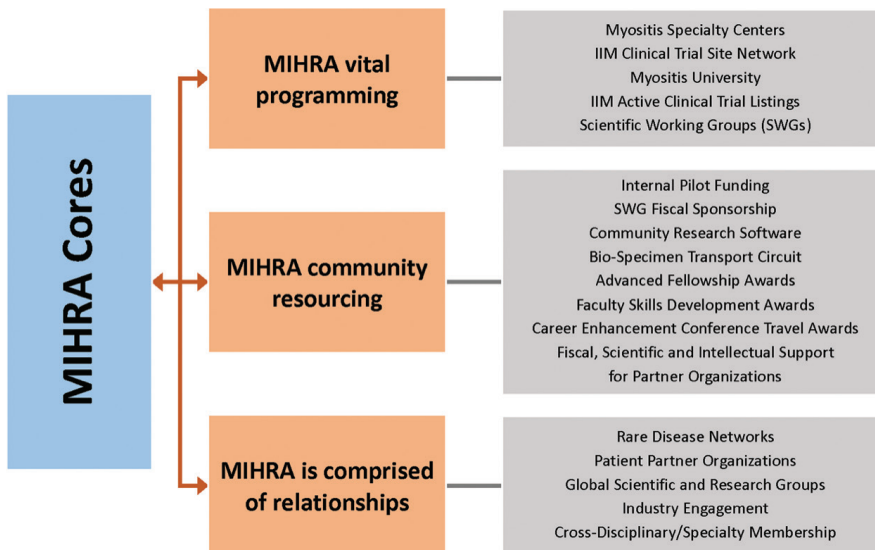 MIHRA Cores
MIHRA vital
programming
Myositis Specialty Centers
IIM Clinical Trial Site Network
Myositis University
IIM Active Clinical Trial Listings
Scientific Working Groups (SWGs)
MIHRA community
resourcing
Internal Pilot Funding
SWG Fiscal Sponsorship
Community Research Software
Bio-Specimen Transport Circuit
Advanced Fellowship Awards
Faculty Skills Development Awards
Career Enhancement Conference Travel Awards
Fiscal, Scientific and Intellectual Support
for Partner Organizations
MIHRA is comprised
of relationships
Rare Disease Networks
Patient Partner Organizations
Global Scientific and Research Groups
Industry Engagement
Cross-Disciplinary/Specialty Membership